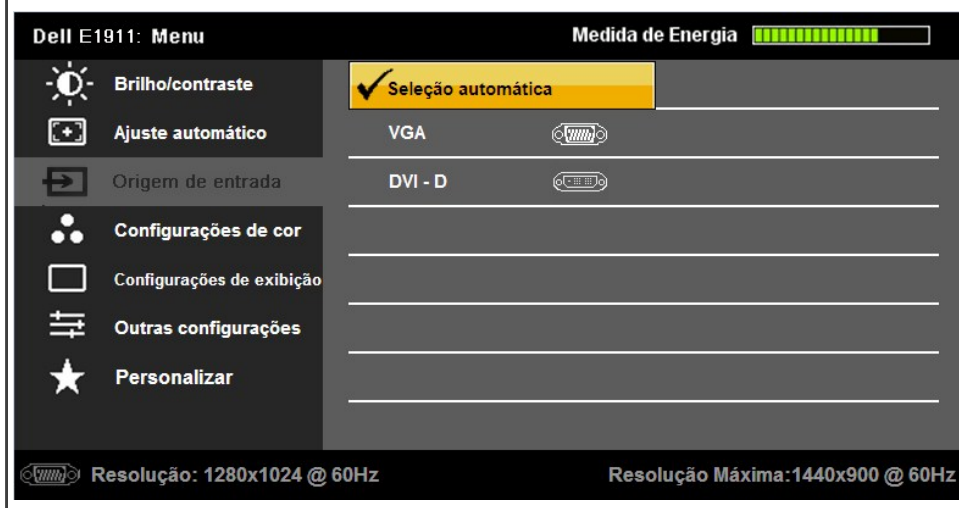 Dell E1911: Menu
Medida de Energia
Brilho/contraste
Ajuste automático
Origem de entrada
Configurações de cor
Configurações de exibição
Outras configurações
Personalizar
Seleção automática
VGA
DVI - D
Resolução: 1280x1024 @ 60Hz
Resolução Máxima:1440x900 @ 60Hz